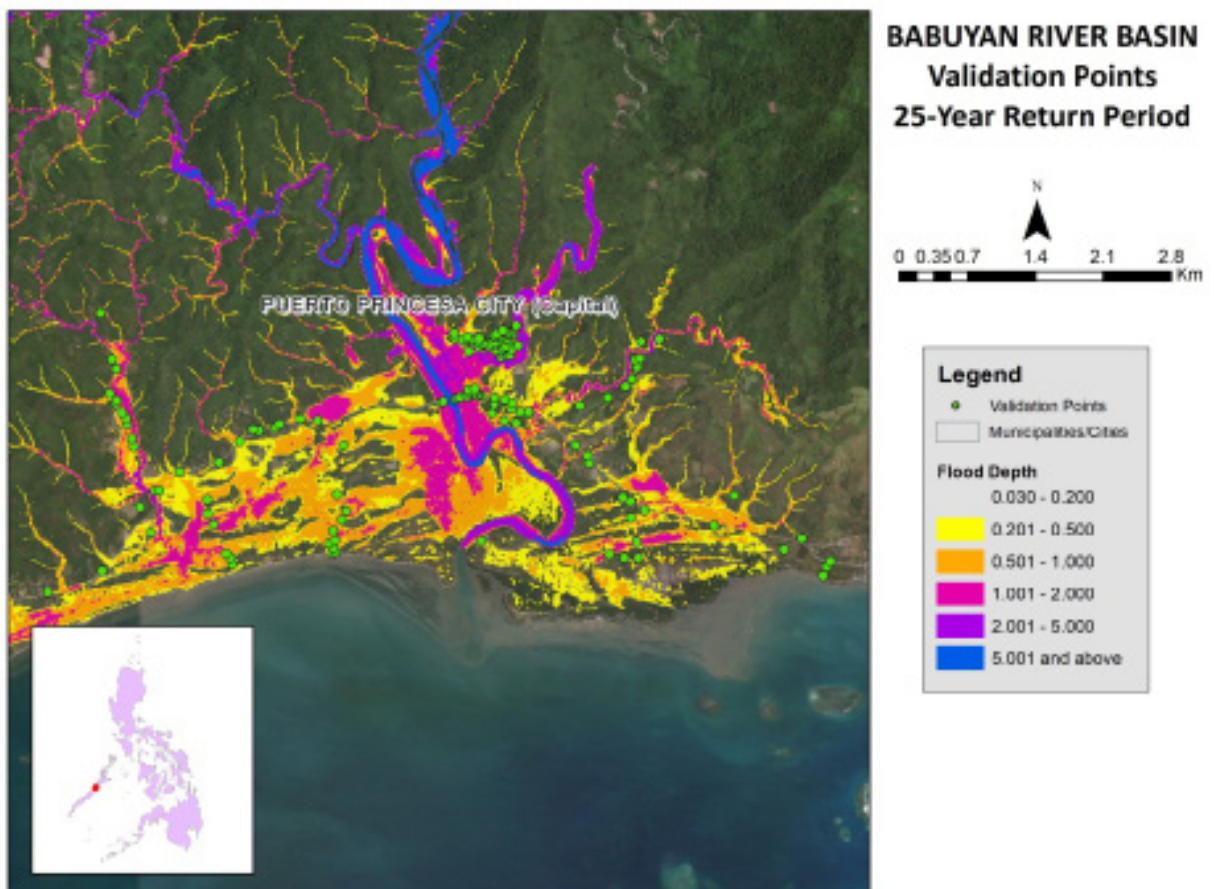 BABUYAN RIVER BASIN
Validation Points
25-Year Return Period
N
0 0.35 0.7 1.4 2.1 2.8
Km
PUERTO PRINCESA CITY (Capital)
Legend
Validation Points
Municipalities/Cities
Flood Depth
0.030 - 0.200
0.201 - 0.500
0.501 - 1.000
1.001 - 2.000
2.001 - 5.000
5.001 and above